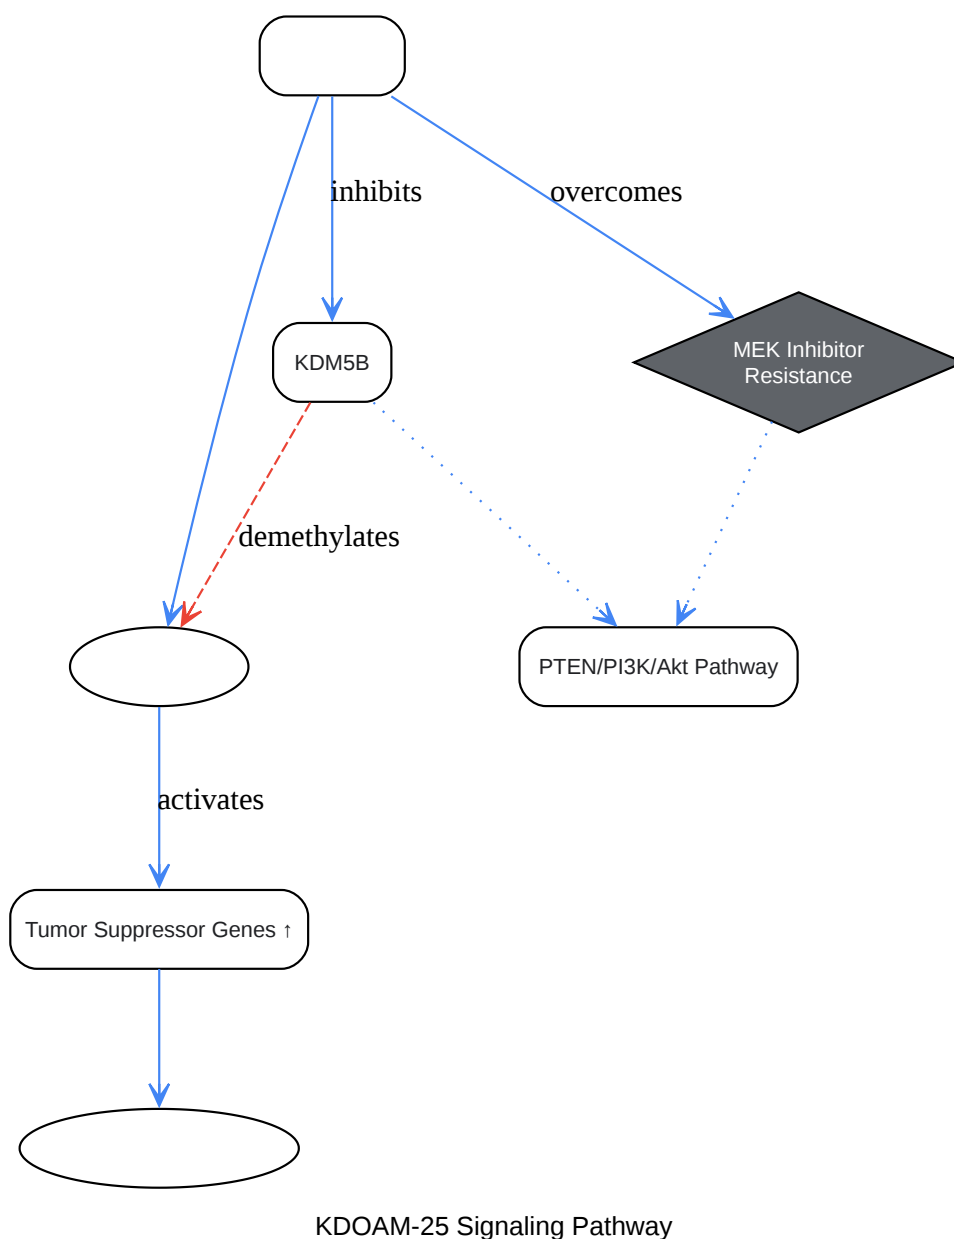 inhibits
overcomes
KDM5B
MEK Inhibitor
Resistance
demethylates
PTEN/PI3K/Akt Pathway
activates
Tumor Suppressor Genes ↑
KDOAM-25 Signaling Pathway